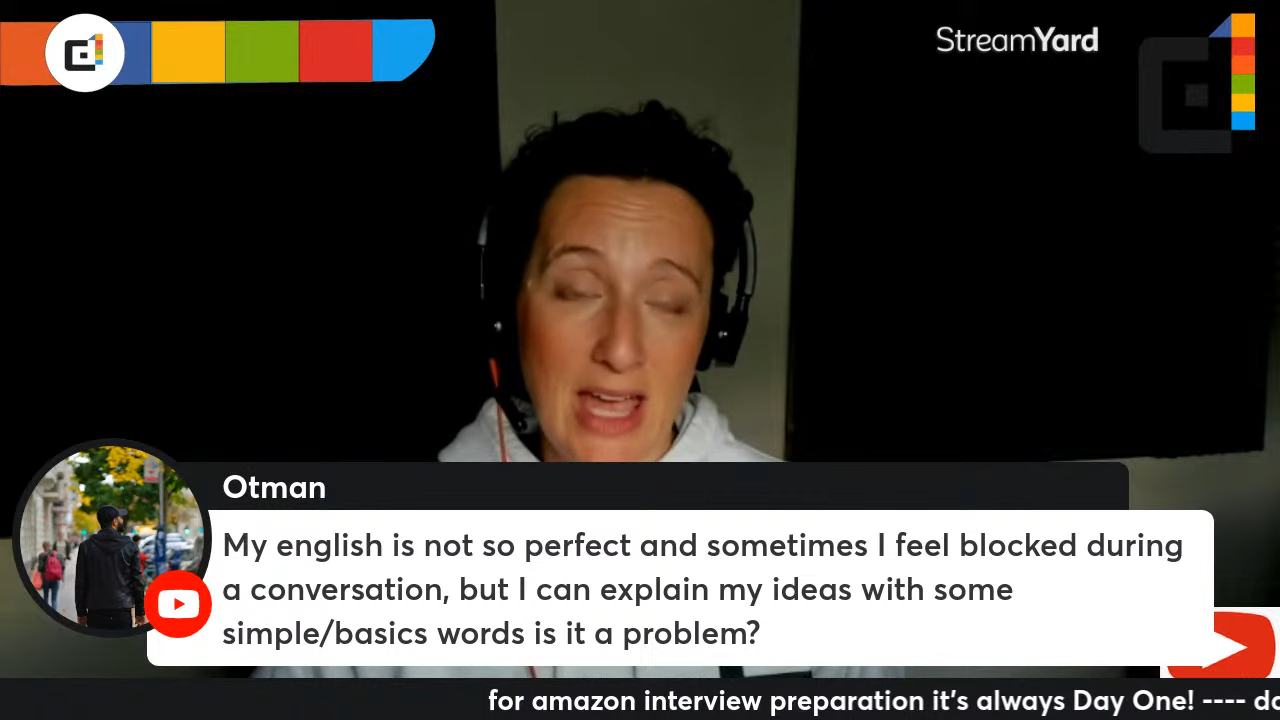 StreamYard
Otman
My english is not so perfect and sometimes I feel blocked during
a conversation, but I can explain my ideas with some
simple/basics words is it a problem?
for amazon interview preparation it's always Day One! ---- do